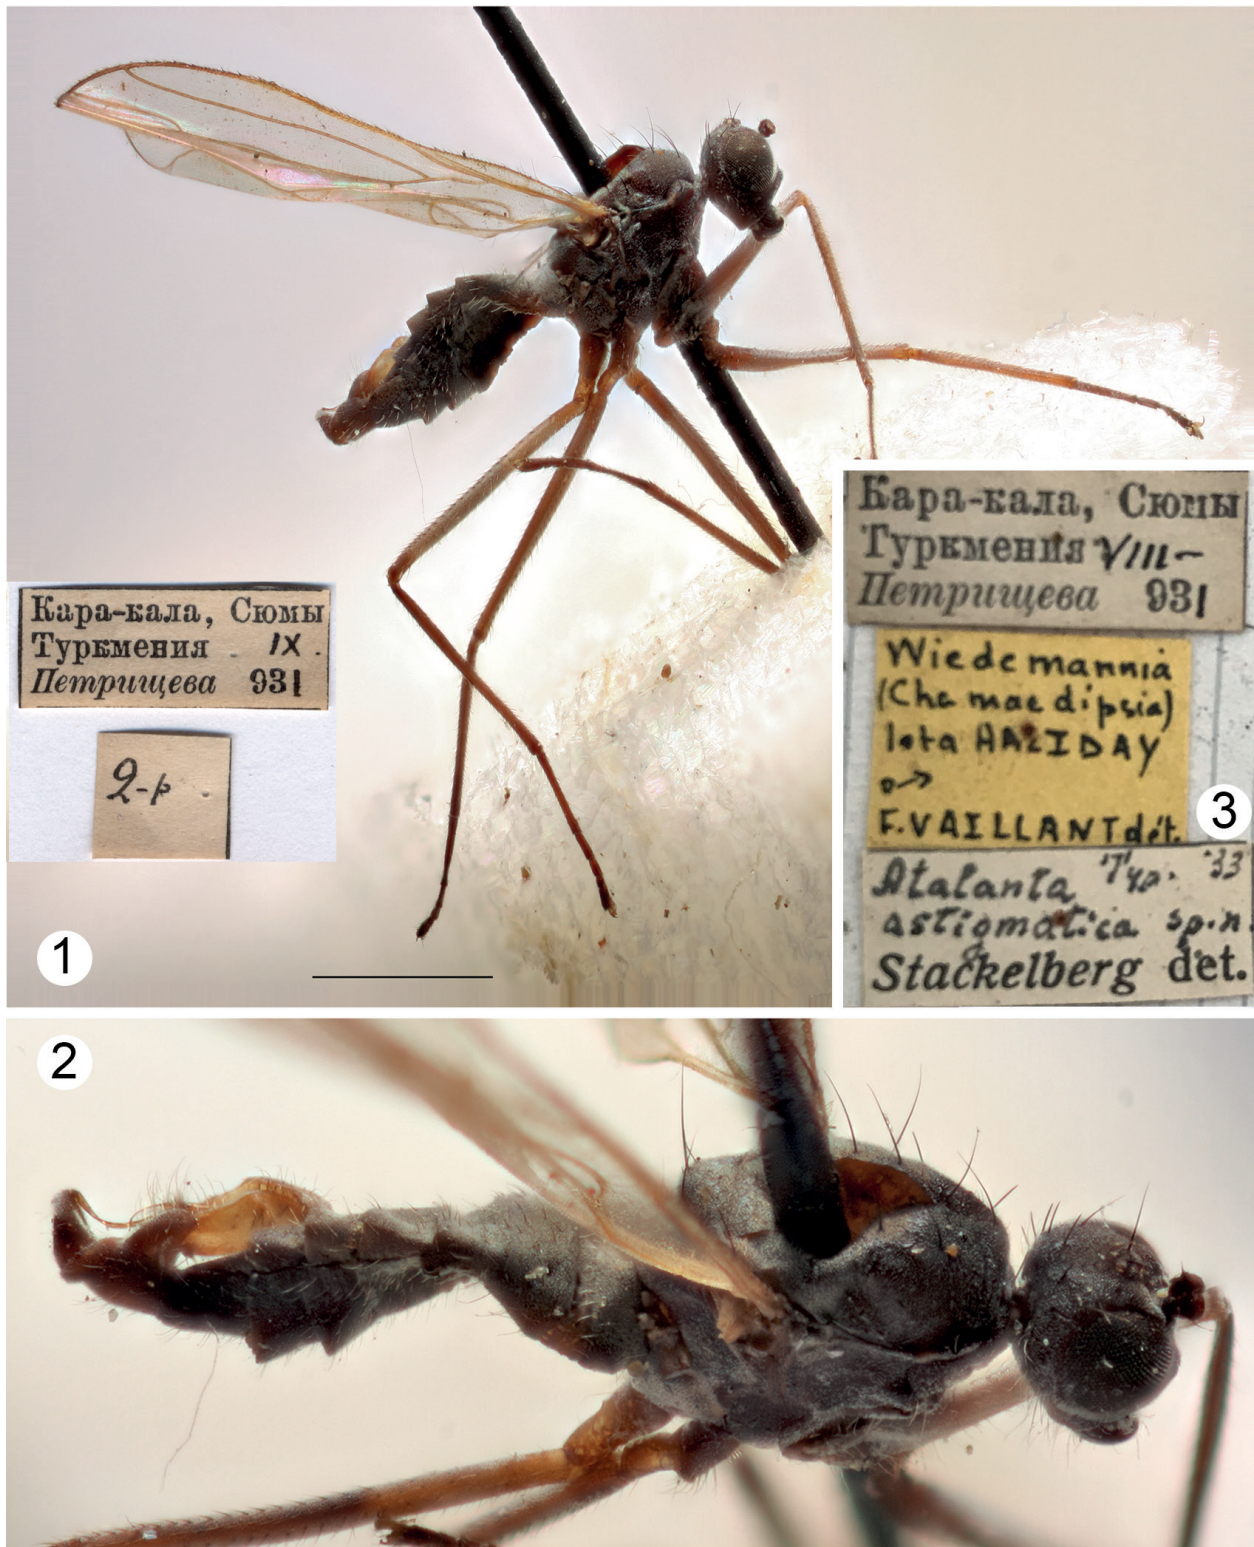 Кара-кала, Сюмы
Туркмения IX.
Петрищева 931
2-р
1
Кара-кала, Сюмы
Туркмения VIII-
Петрищева 931
Wiedemannia
(Chamaedipsia)
lota HALIDAY
F. VAILLANT dét.
3
Atalanta Typ. '33
astigmatica sp.n.
Stackelberg det.
2